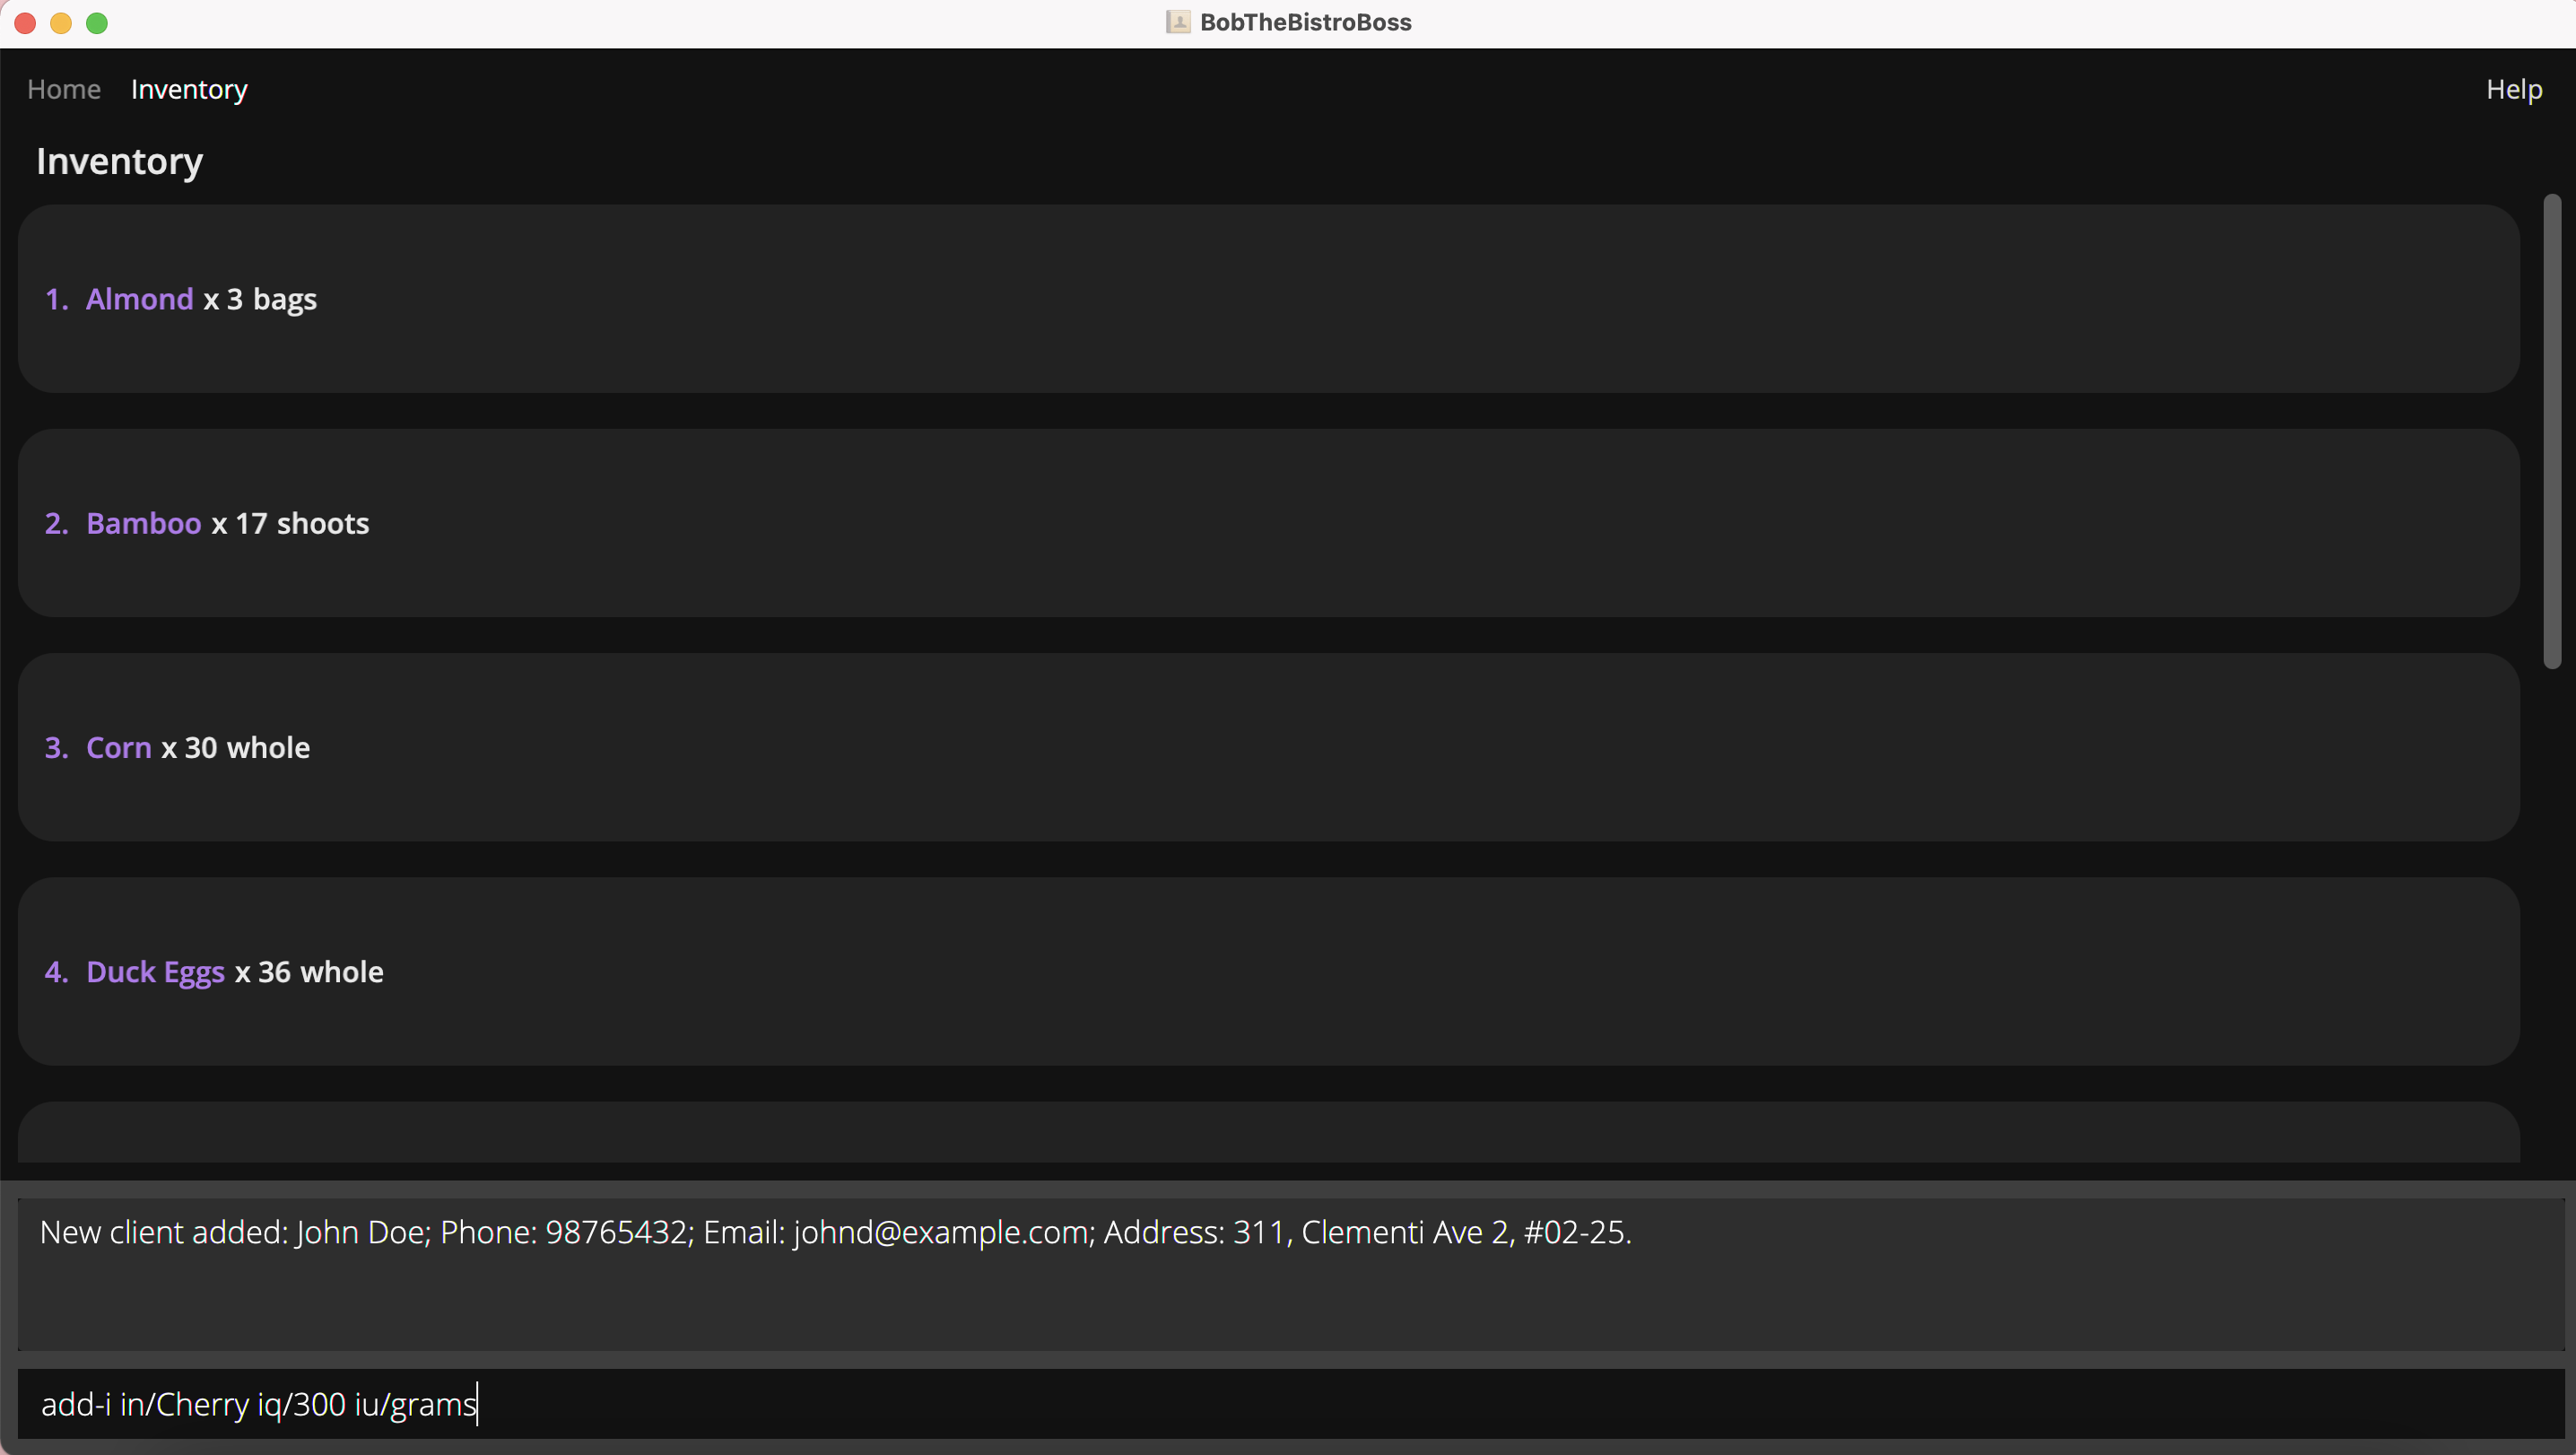 BobTheBistroBoss
Home Inventory Help
Inventory
1. Almond x 3 bags
2. Bamboo x 17 shoots
3. Corn x 30 whole
4. Duck Eggs x 36 whole
New client added: John Doe; Phone: 98765432; Email: johnd@example.com; Address: 311, Clementi Ave 2, #02-25.
add-i in/Cherry iq/300 iu/grams